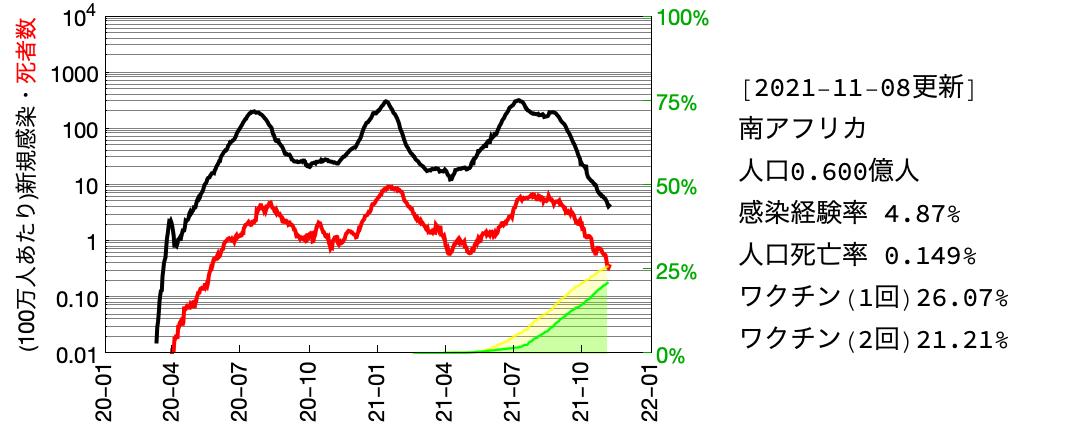 (100万人あたり)新規感染・死者数
10^4
1000
100
10
1
0.10
0.01
100%
75%
50%
25%
0%
20-01
20-04
20-07
20-10
21-01
21-04
21-07
21-10
22-01
[2021-11-08更新]
南アフリカ
人口0.600億人
感染経験率 4.87%
人口死亡率 0.149%
ワクチン(1回)26.07%
ワクチン(2回)21.21%